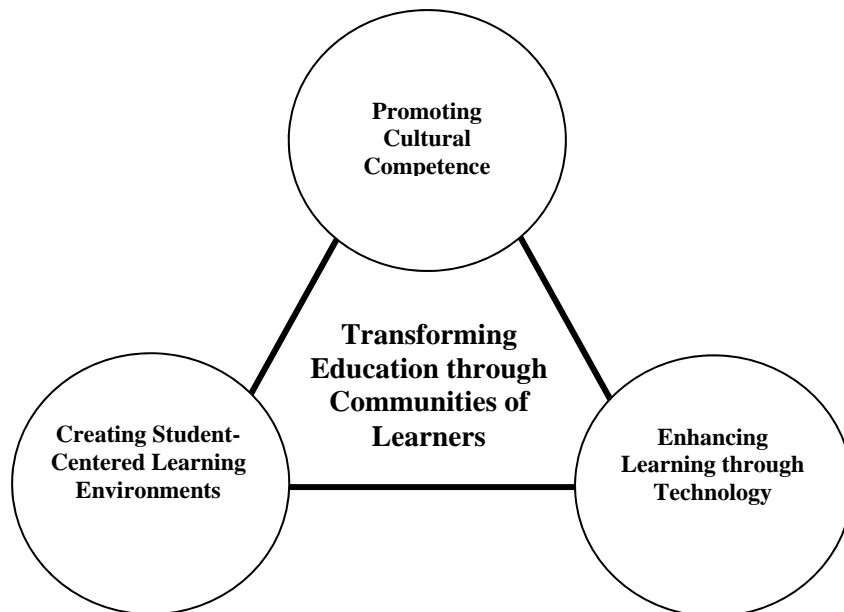 Promoting
Cultural
Competence
Transforming
Education through
Communities of
Learners
Creating Student-
Centered Learning
Environments
Enhancing
Learning through
Technology